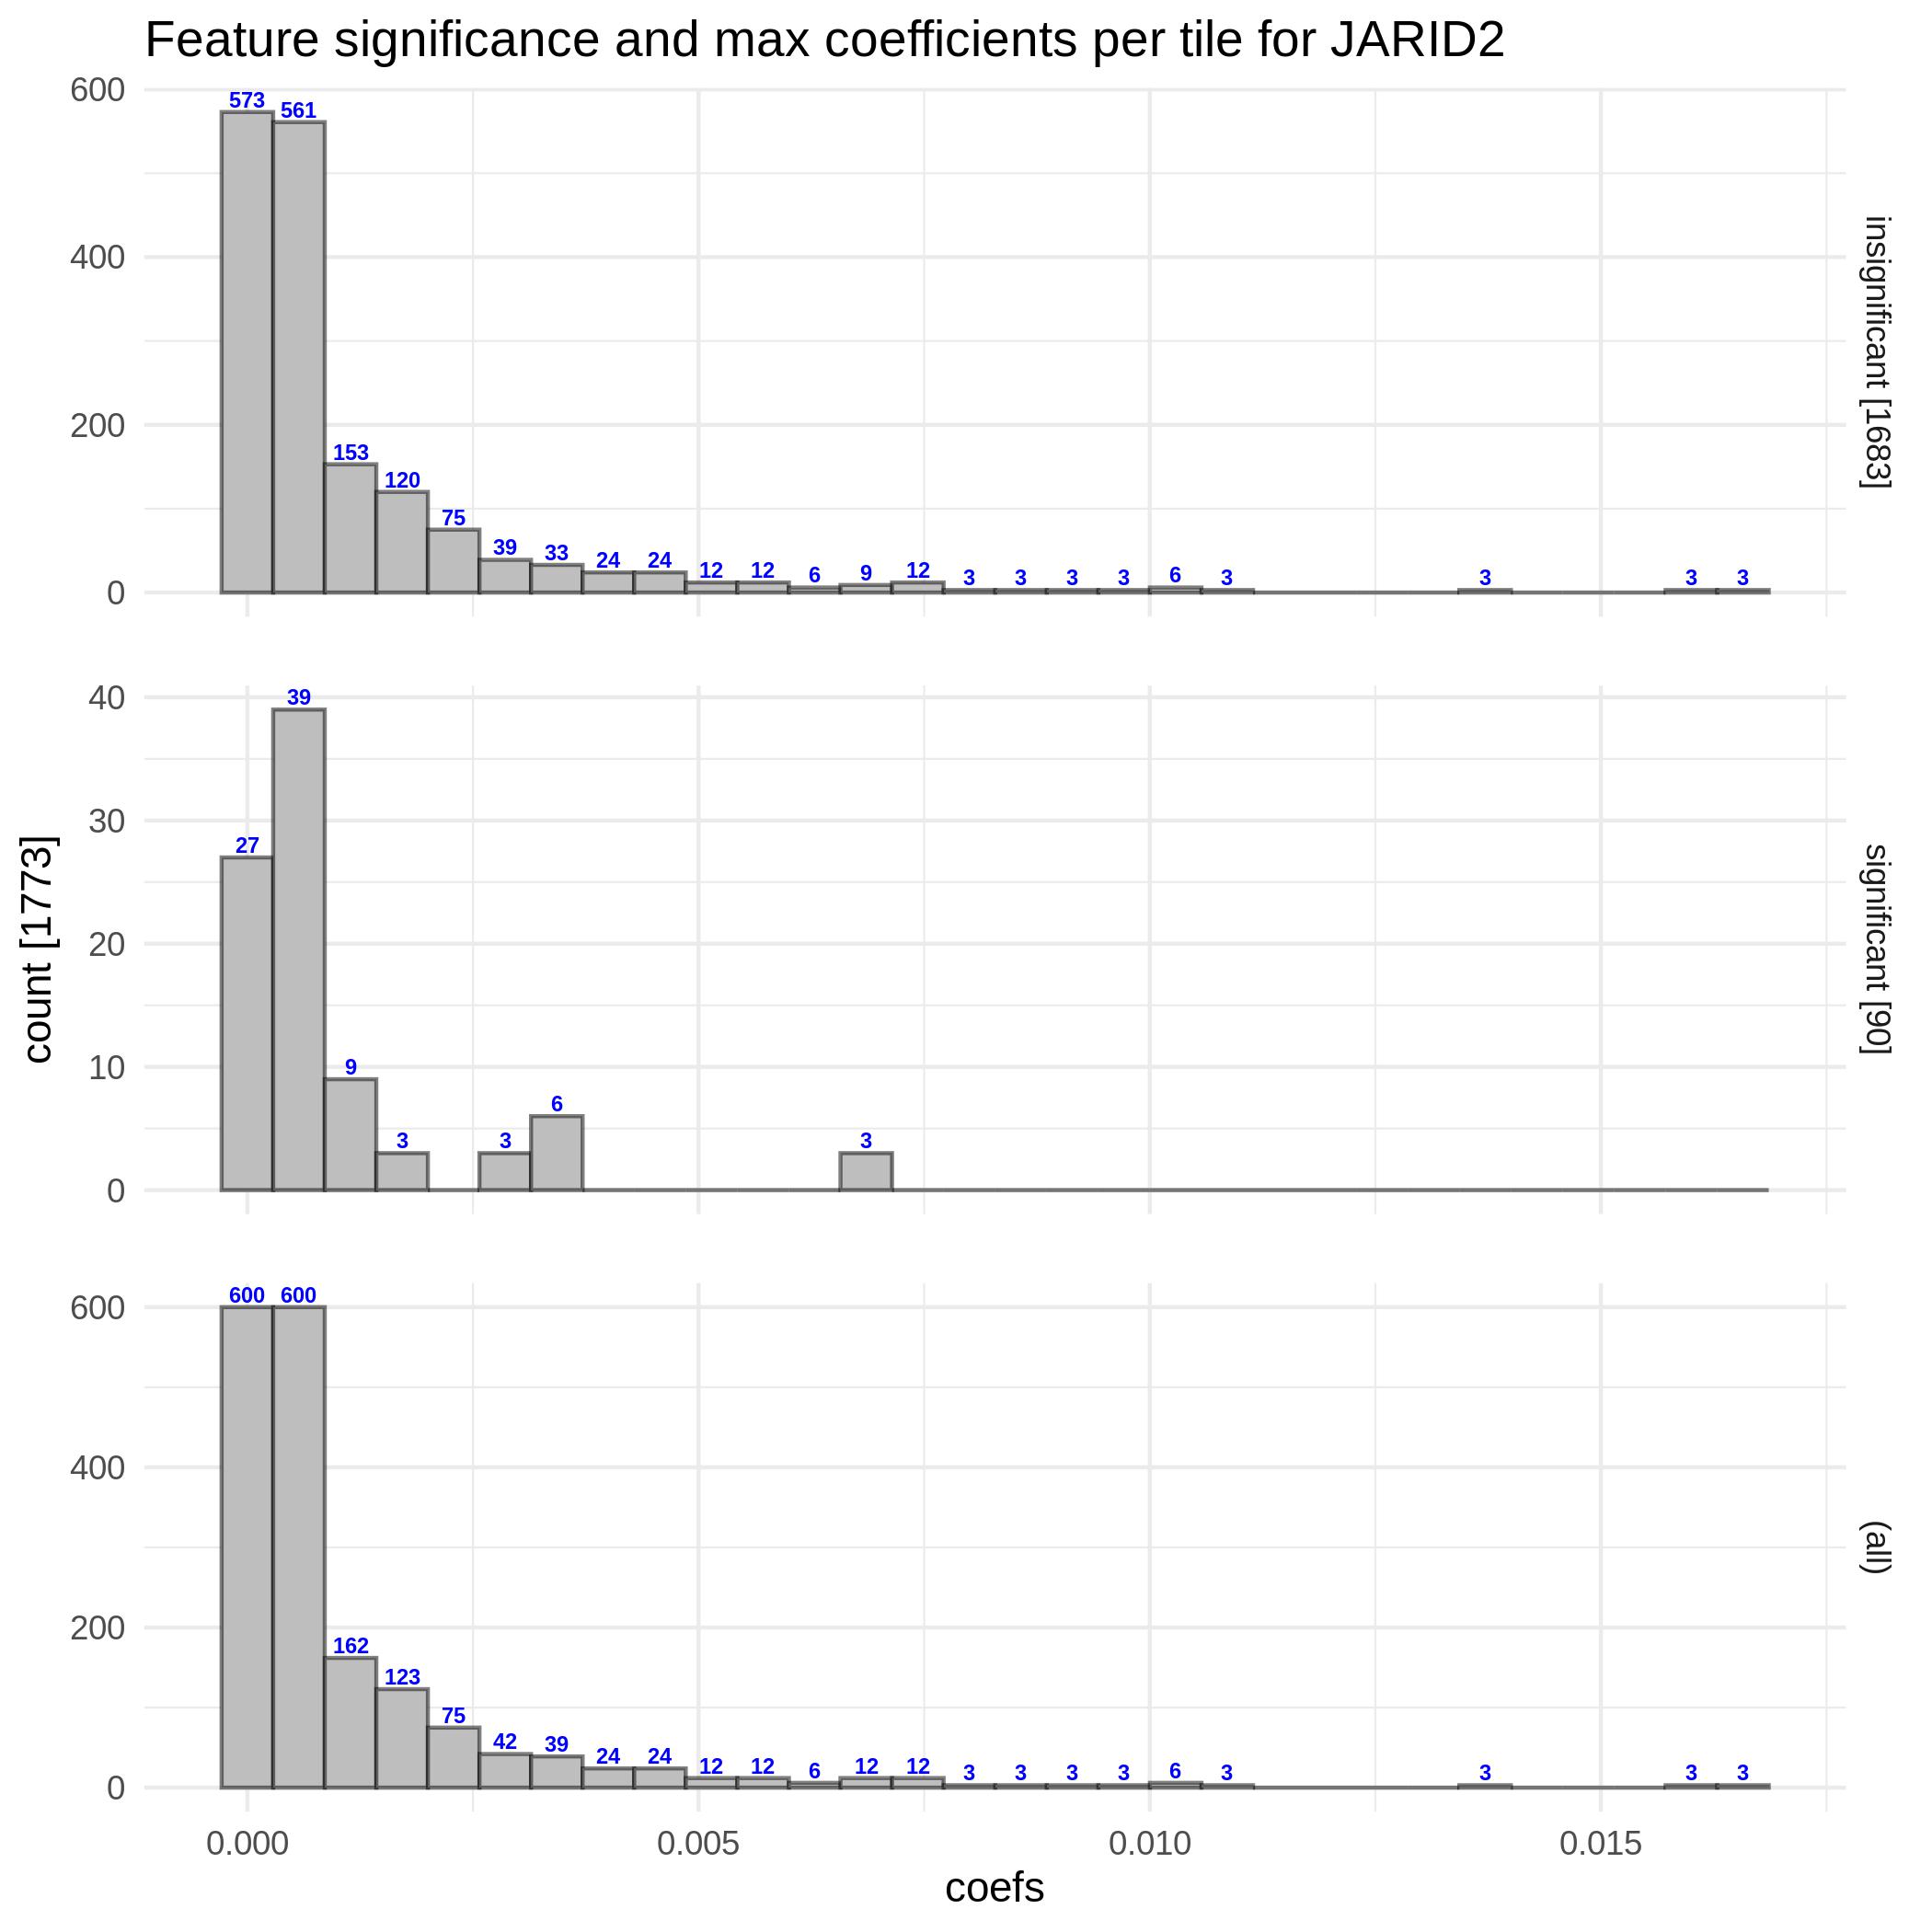 Feature significance and max coefficients per tile for JARID2
600
400
200
0
573 561 153 120 75 39 33 24 24 12 12 6 9 12 3 3 3 3 6 3 3 3 3
insignificant [1683]
count [1773]
40
30
20
10
0
27 39 9 3 3 6 3
significant [90]
600
400
200
0
600 600 162 123 75 42 39 24 24 12 12 6 12 12 3 3 3 3 6 3 3 3 3
(all)
0.000 0.005 0.010 0.015
coefs